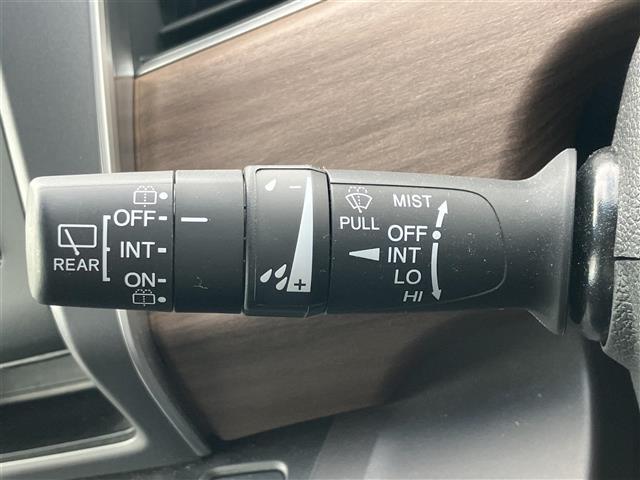 REAR
OFF
INT
ON
−
+
PULL
MIST
OFF
INT
LO
HI